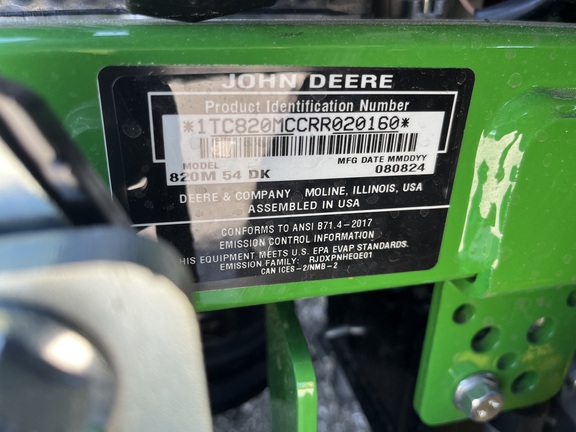 JOHN DEERE
Product Identification Number
*1TC820MCCRR020160*
MODEL MFG DATE MMDDYY
820M 54 DK 080824
DEERE & COMPANY MOLINE, ILLINOIS, USA
ASSEMBLED IN USA
CONFORMS TO ANSI B71.4-2017
EMISSION CONTROL INFORMATION
THIS EQUIPMENT MEETS U.S. EPA EVAP STANDARDS.
EMISSION FAMILY: RJDXPNHEQE01
CAN ICES-2/NMB-2